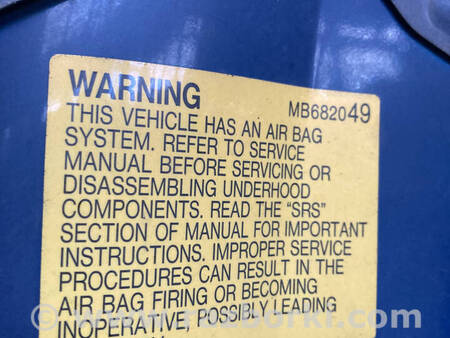 WARNING MB682049
THIS VEHICLE HAS AN AIR BAG
SYSTEM. REFER TO SERVICE
MANUAL BEFORE SERVICING OR
DISASSEMBLING UNDERHOOD
COMPONENTS. READ THE "SRS"
SECTION OF MANUAL FOR IMPORTANT
INSTRUCTIONS. IMPROPER SERVICE
PROCEDURES CAN RESULT IN THE
AIR BAG FIRING OR BECOMING
INOPERATIVE, POSSIBLY LEADING